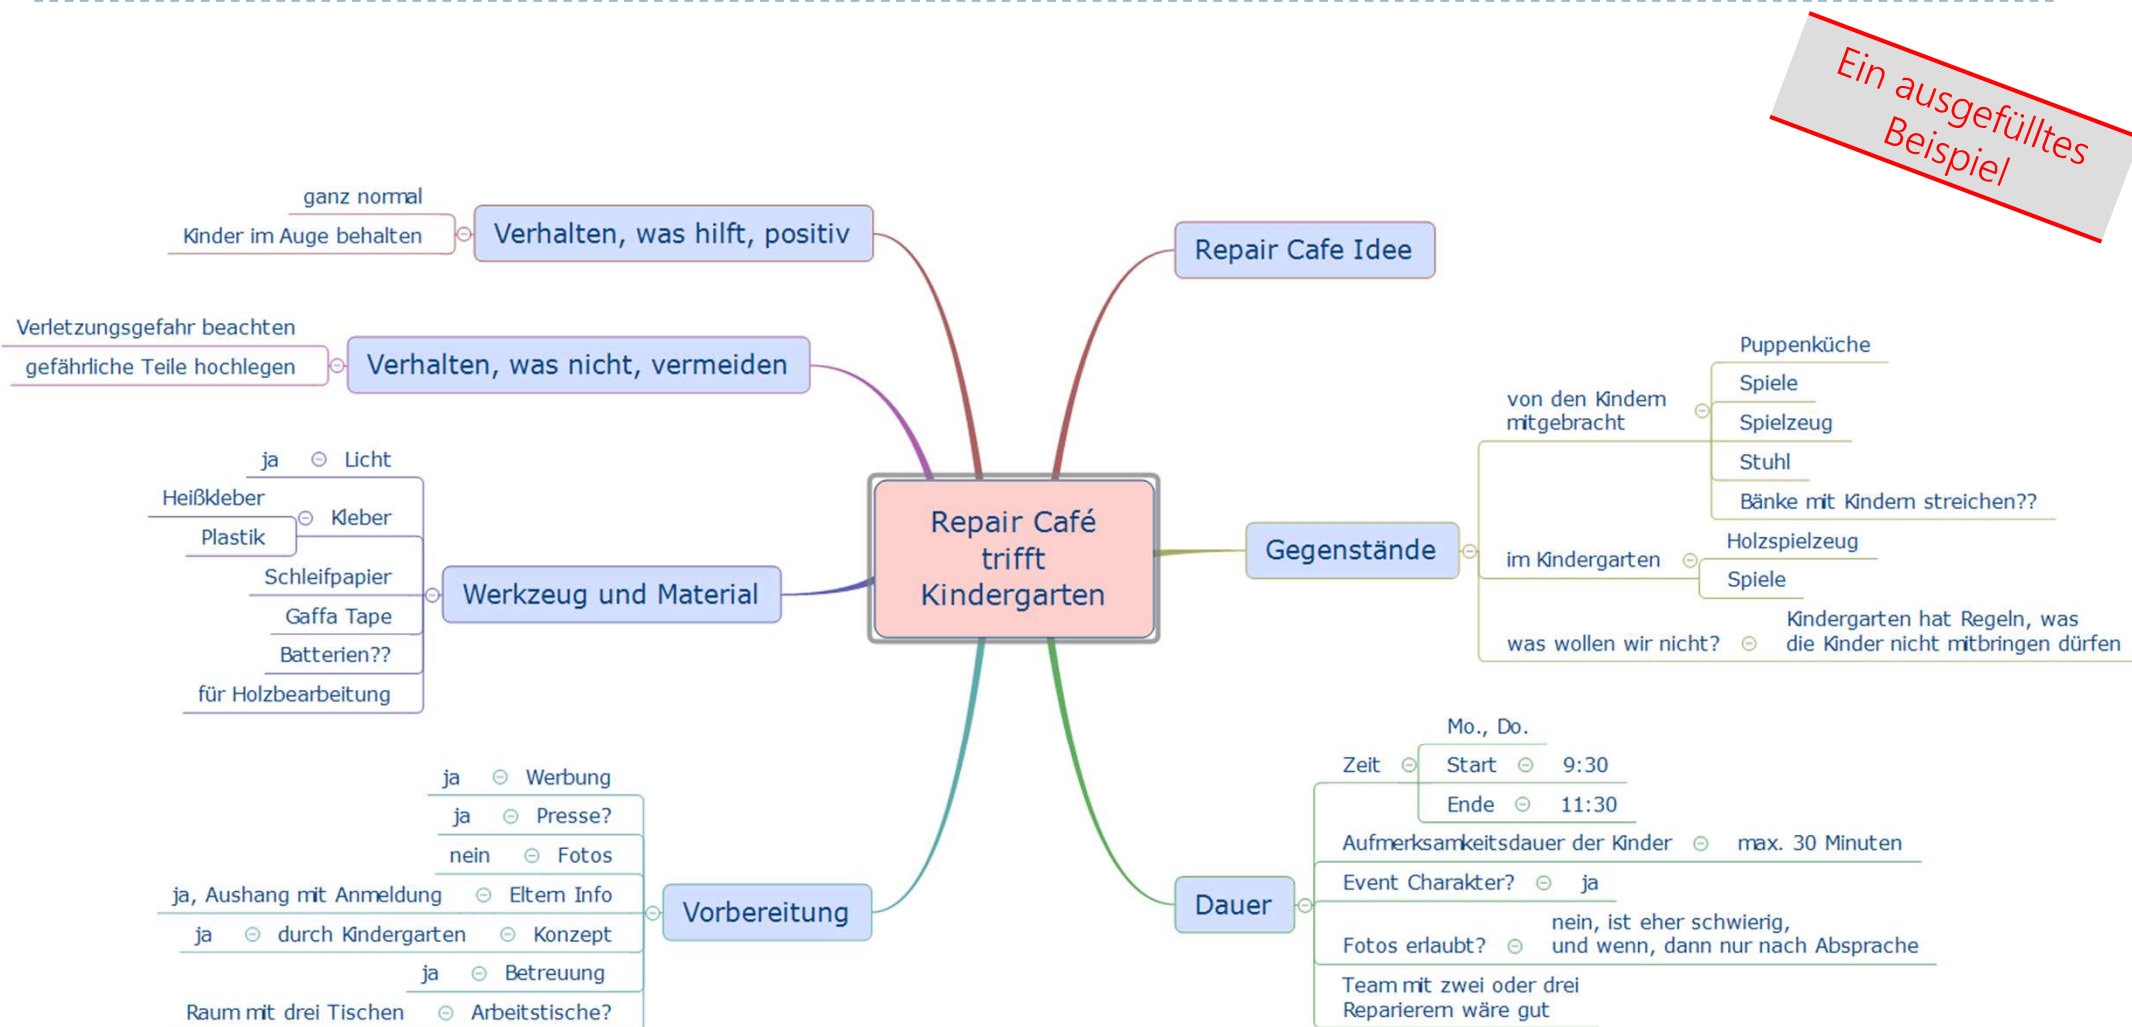 Ein ausgefülltes
Beispiel
Repair Café
trifft
Kindergarten
Verhalten, was hilft, positiv
ganz normal
Kinder im Auge behalten
Verhalten, was nicht, vermeiden
Verletzungsgefahr beachten
gefährliche Teile hochlegen
Werkzeug und Material
ja Licht
Heißkleber
Kleber
Plastik
Schleifpapier
Gaffa Tape
Batterien??
für Holzbearbeitung
Vorbereitung
ja Werbung
ja Presse?
nein Fotos
ja, Aushang mit Anmeldung Eltern Info
ja durch Kindergarten Konzept
ja Betreuung
Raum mit drei Tischen Arbeitstische?
Repair Cafe Idee
Gegenstände
von den Kindern
mitgebracht
Puppenküche
Spiele
Spielzeug
Stuhl
Bänke mit Kindern streichen??
im Kindergarten
Holzspielzeug
Spiele
was wollen wir nicht?
Kindergarten hat Regeln, was
die Kinder nicht mitbringen dürfen
Dauer
Zeit
Mo., Do.
Start 9:30
Ende 11:30
Aufmerksamkeitsdauer der Kinder max. 30 Minuten
Event Charakter? ja
Fotos erlaubt?
nein, ist eher schwierig,
und wenn, dann nur nach Absprache
Team mit zwei oder drei
Reparierern wäre gut